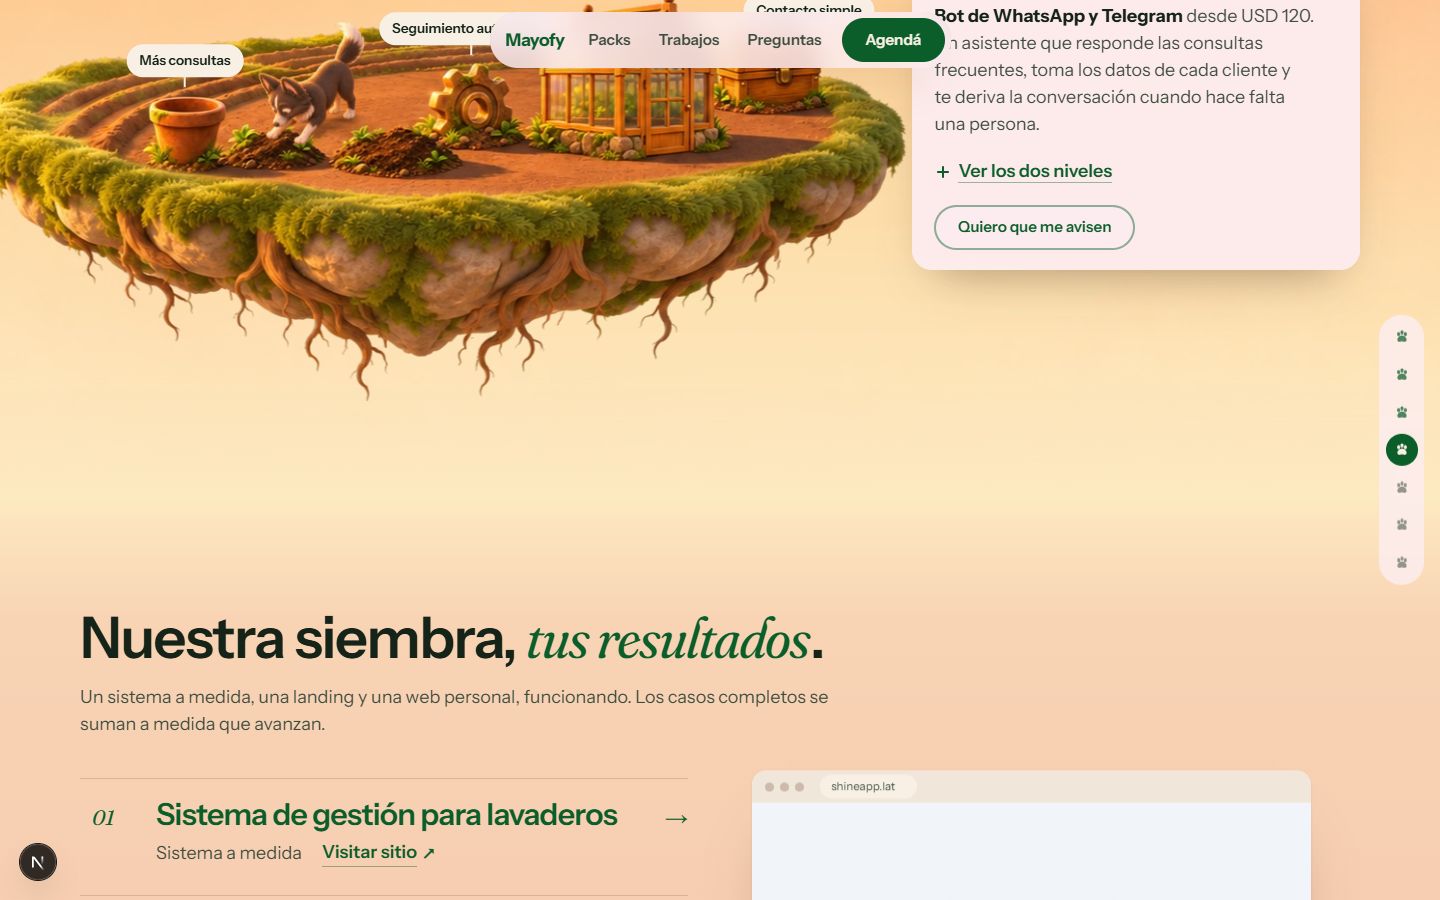 Contacto simple
Seguimiento
Más consultas
Mayofy
Packs
Trabajos
Preguntas
Agendá
Bot de WhatsApp y Telegram desde USD 120.
asistente que responde las consultas
frecuentes, toma los datos de cada cliente y
te deriva la conversación cuando hace falta
una persona.
+ Ver los dos niveles
Quiero que me avisen
Nuestra siembra, tus resultados.
Un sistema a medida, una landing y una web personal, funcionando. Los casos completos se
suman a medida que avanzan.
01
Sistema de gestión para lavaderos →
Sistema a medida
Visitar sitio ↗
shineapp.lat
N